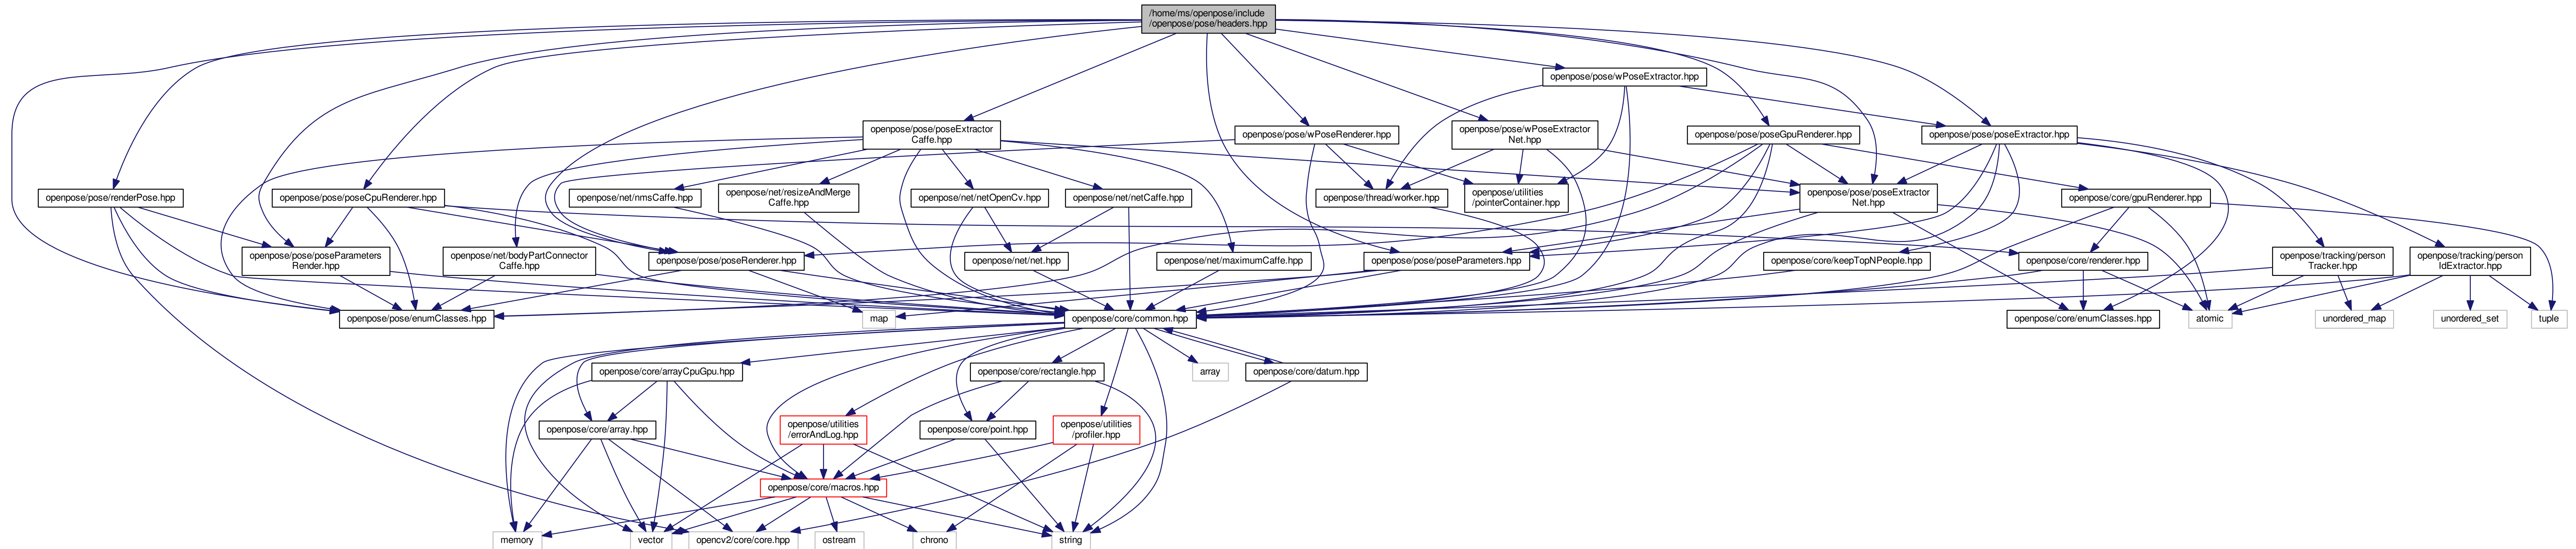 /home/ms/openpose/include
/openpose/pose/headers.hpp
openpose/pose/wPoseExtractor.hpp
openpose/pose/poseExtractor
Caffe.hpp
openpose/pose/wPoseRenderer.hpp
openpose/pose/wPoseExtractor
Net.hpp
openpose/pose/poseGpuRenderer.hpp
openpose/pose/poseExtractor.hpp
openpose/pose/renderPose.hpp
openpose/pose/poseCpuRenderer.hpp
openpose/net/nmsCaffe.hpp
openpose/net/resizeAndMerge
Caffe.hpp
openpose/net/netOpenCv.hpp
openpose/net/netCaffe.hpp
openpose/thread/worker.hpp
openpose/utilities
/pointerContainer.hpp
openpose/pose/poseExtractor
Net.hpp
openpose/core/gpuRenderer.hpp
openpose/pose/poseParameters
Render.hpp
openpose/net/bodyPartConnector
Caffe.hpp
openpose/pose/poseRenderer.hpp
openpose/net/net.hpp
openpose/net/maximumCaffe.hpp
openpose/pose/poseParameters.hpp
openpose/core/keepTopNPeople.hpp
openpose/core/renderer.hpp
openpose/tracking/person
Tracker.hpp
openpose/tracking/person
IdExtractor.hpp
openpose/pose/enumClasses.hpp
map
openpose/core/common.hpp
openpose/core/enumClasses.hpp
atomic
unordered_map
unordered_set
tuple
openpose/core/arrayCpuGpu.hpp
openpose/core/rectangle.hpp
array
openpose/core/datum.hpp
openpose/core/array.hpp
openpose/utilities
/errorAndLog.hpp
openpose/core/point.hpp
openpose/utilities
/profiler.hpp
openpose/core/macros.hpp
memory
vector
opencv2/core/core.hpp
ostream
chrono
string